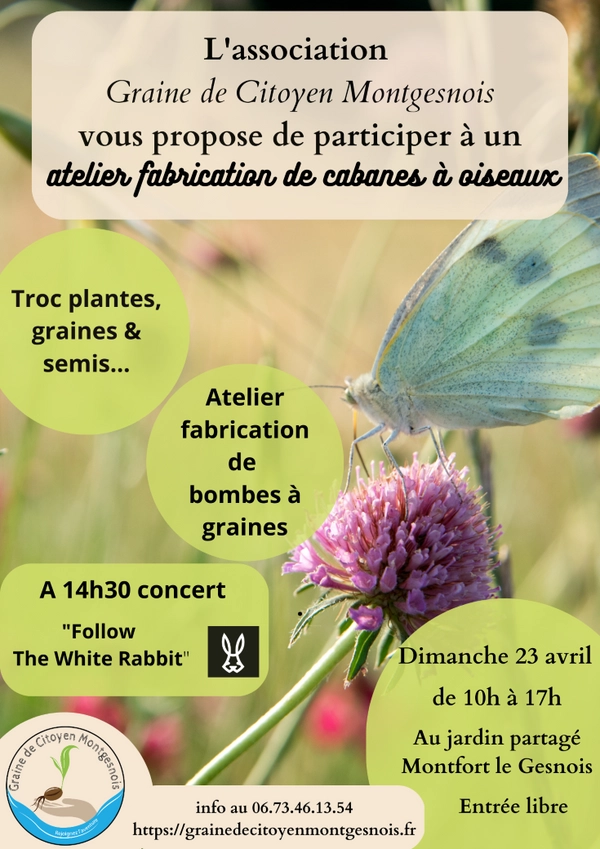 L'association
Graine de Citoyen Montgesnois
vous propose de participer à un
atelier fabrication de cabanes à oiseaux
Troc plantes,
graines &
semis...
Atelier
fabrication
de
bombes à
graines
A 14h30 concert
"Follow
The White Rabbit"
Dimanche 23 avril
de 10h à 17h
Au jardin partagé
Montfort le Gesnois
Entrée libre
Graine de Citoyen Montgesnois
Rejoignez l'aventure
info au 06.73.46.13.54
https://grainedecitoyenmontgesnois.fr